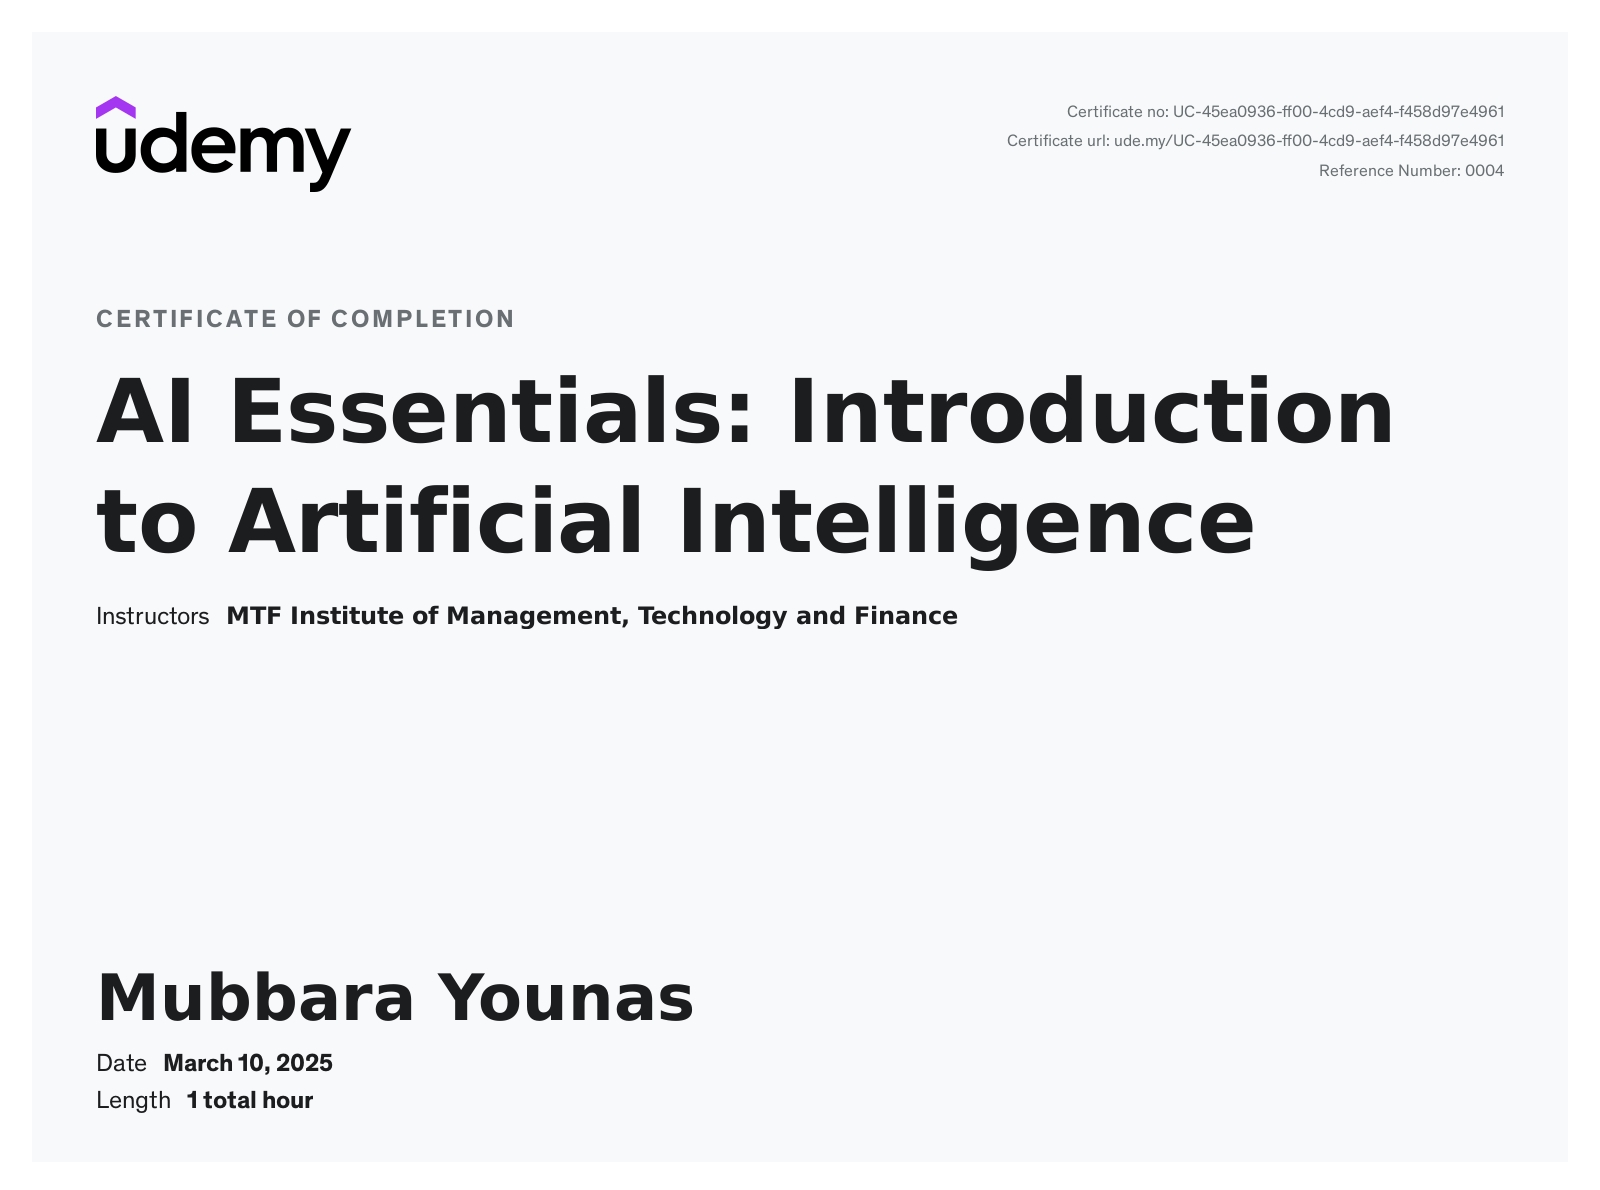 ûdemy
Certificate no: UC-45ea0936-ff00-4cd9-aef4-f458d97e4961
Certificate url: ude.my/UC-45ea0936-ff00-4cd9-aef4-f458d97e4961
Reference Number: 0004
CERTIFICATE OF COMPLETION
AI Essentials: Introduction
to Artificial Intelligence
Instructors MTF Institute of Management, Technology and Finance
Mubbara Younas
Date March 10, 2025
Length 1 total hour